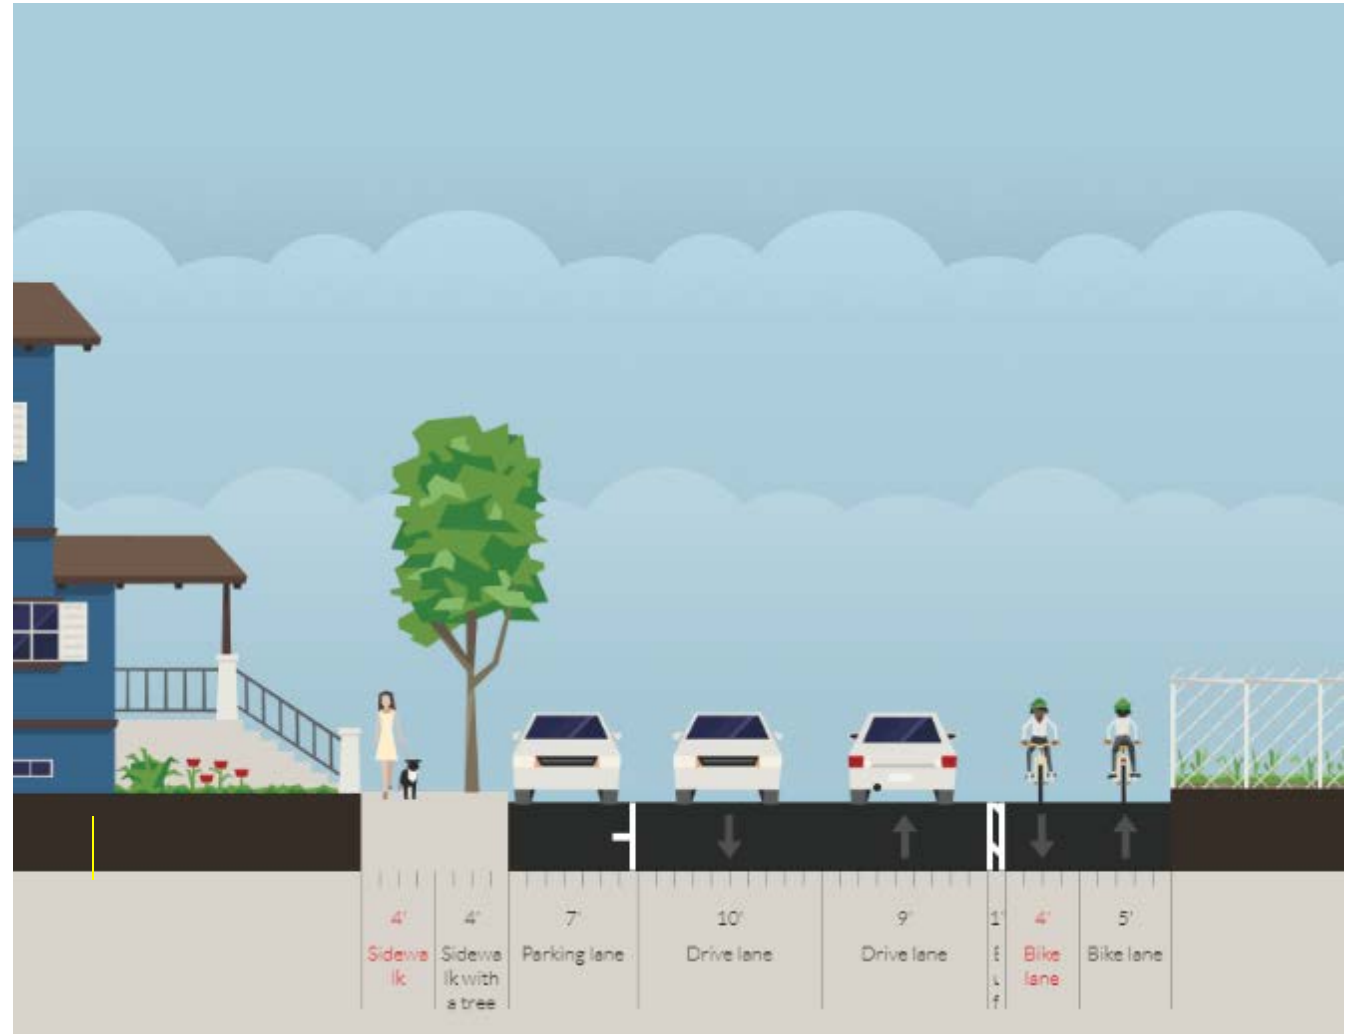 4'
Sidewa
lk
4'
Sidewa
lk with
a tree
7'
Parking lane
10'
Drive lane
9'
Drive lane
1'
4'
Bike
lane
5'
Bike lane